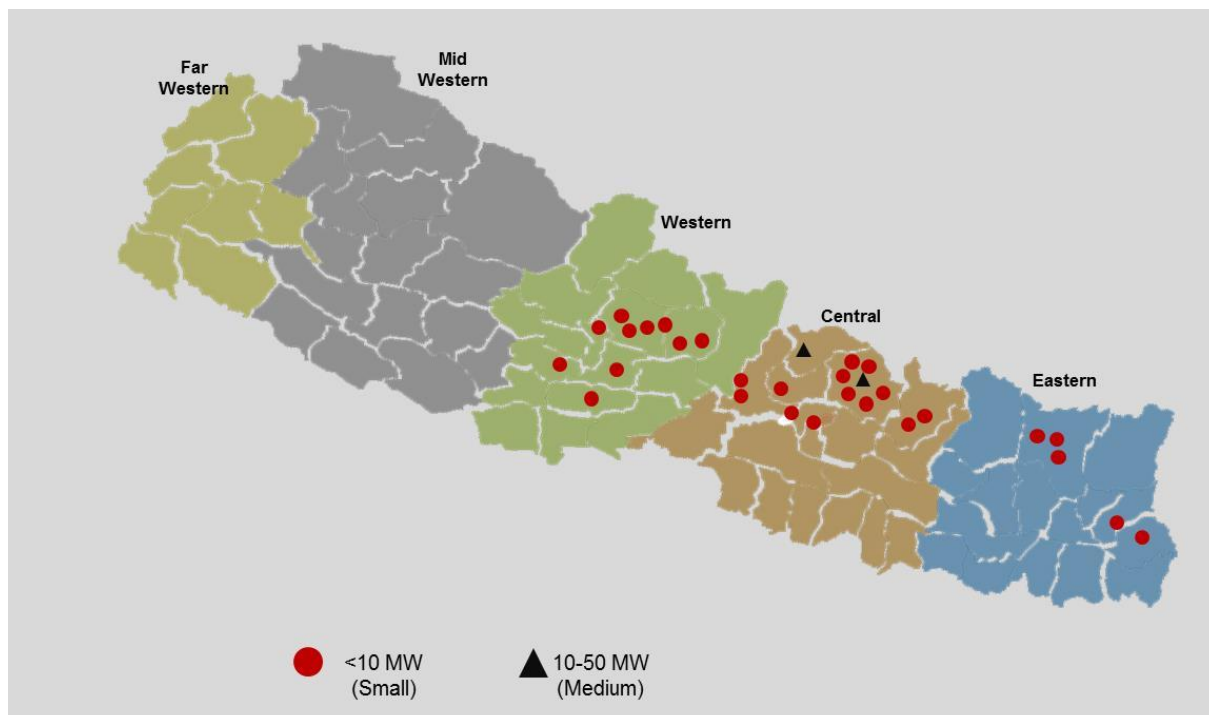 Far
Western
Mid
Western
Western
Central
Eastern
<10 MW
(Small)
10-50 MW
(Medium)